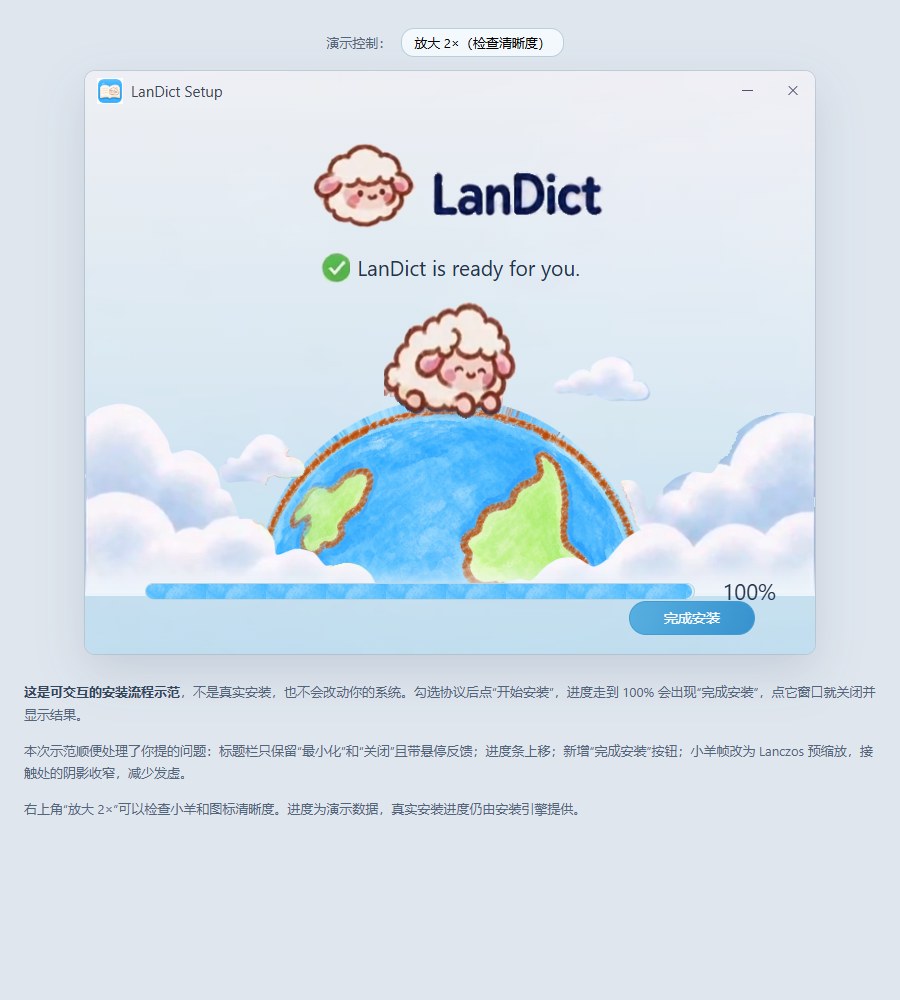 演示控制：
放大 2×（检查清晰度）
LanDict Setup
LanDict
LanDict is ready for you.
100%
完成安装
这是可交互的安装流程示范，不是真实安装，也不会改动你的系统。勾选协议后点“开始安装”，进度走到 100% 会出现“完成安装”，点它窗口就关闭并
显示结果。
本次示范顺便处理了你提的问题：标题栏只保留“最小化”和“关闭”且带悬停反馈；进度条上移；新增“完成安装”按钮；小羊帧改为 Lanczos 预缩放，接
触处的阴影收窄，减少发虚。
右上角“放大 2×”可以检查小羊和图标清晰度。进度为演示数据，真实安装进度仍由安装引擎提供。